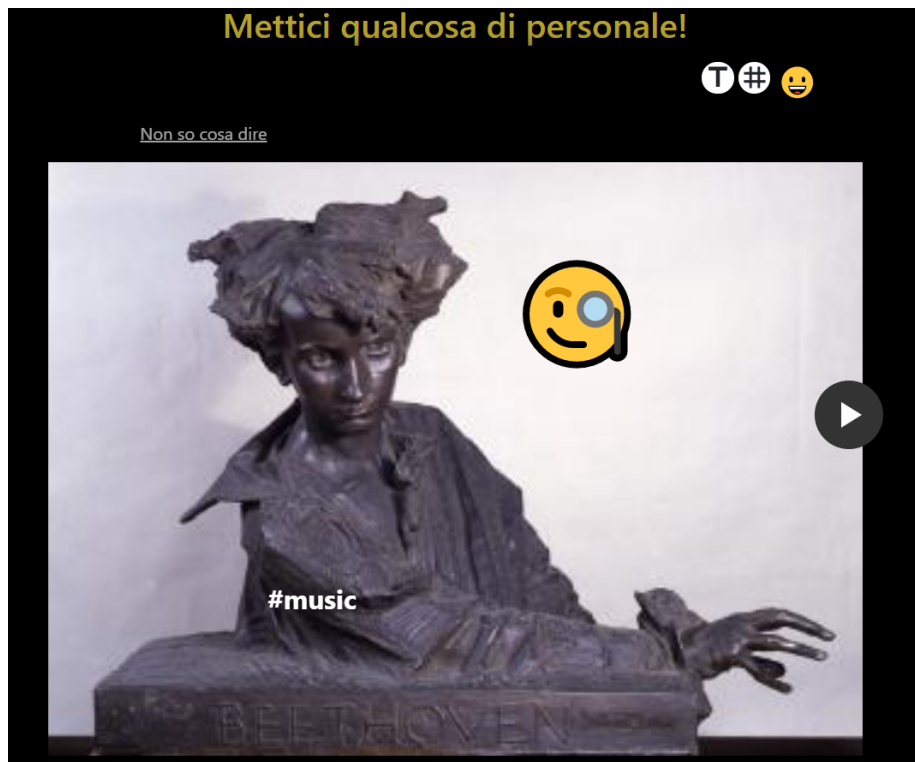 Mettici qualcosa di personale!
T #
Non so cosa dire
#music
BEETHOVEN